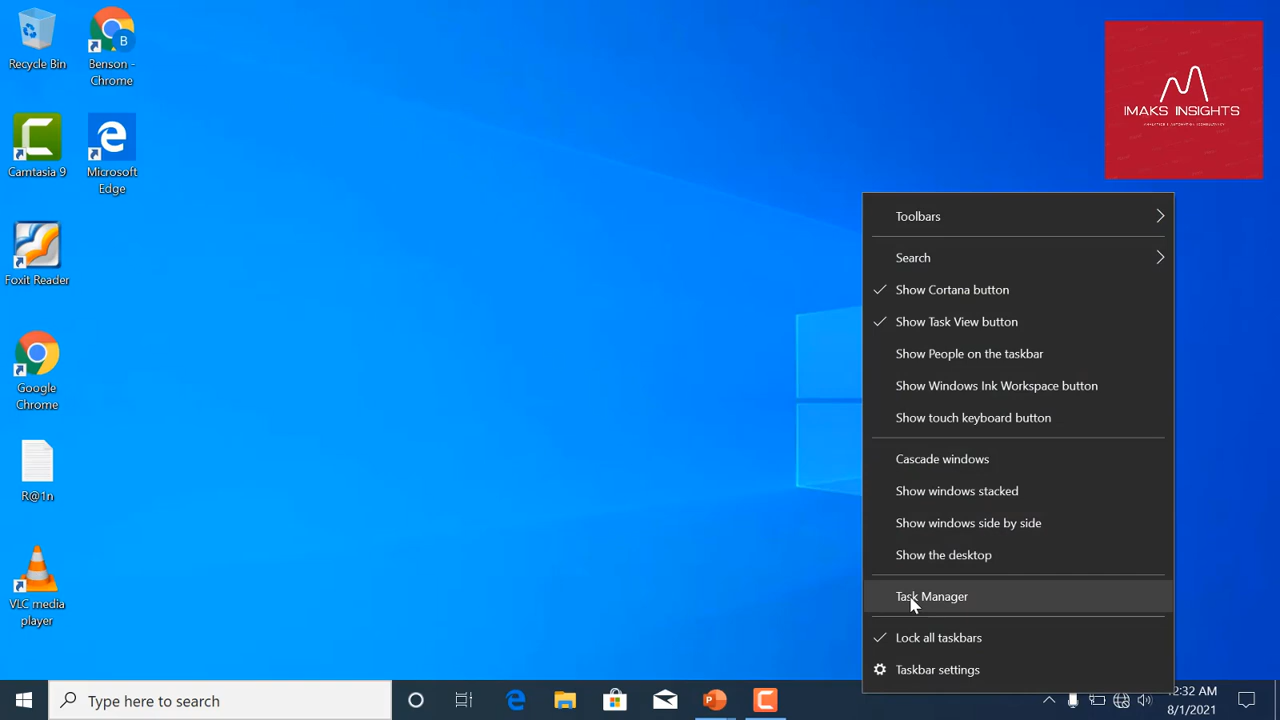 Recycle Bin
Benson -
Chrome
B
Camtasia 9
Microsoft
Edge
Foxit Reader
Google
Chrome
R@1n
VLC media
player
IMAKS INSIGHTS
Toolbars
Search
Show Cortana button
Show Task View button
Show People on the taskbar
Show Windows Ink Workspace button
Show touch keyboard button
Cascade windows
Show windows stacked
Show windows side by side
Show the desktop
Task Manager
Lock all taskbars
Taskbar settings
Type here to search
12:32 AM
8/1/2021